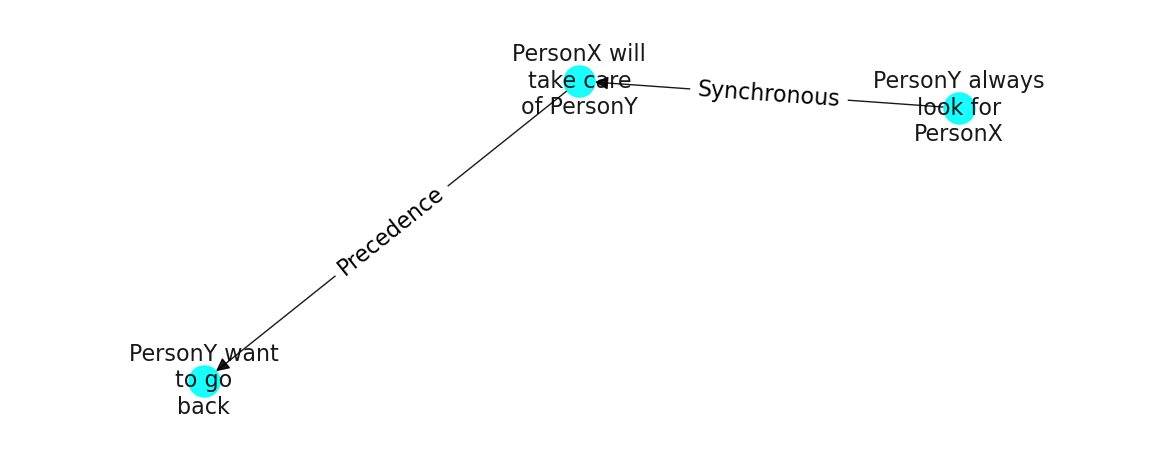 PersonX will
take care
of PersonY
Synchronous
PersonY always
look for
PersonX
Precedence
PersonY want
to go
back